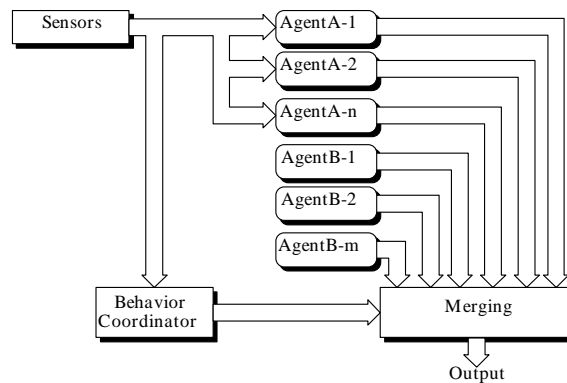 Sensors
AgentA-1
AgentA-2
AgentA-n
AgentB-1
AgentB-2
AgentB-m
Behavior
Coordinator
Merging
Output